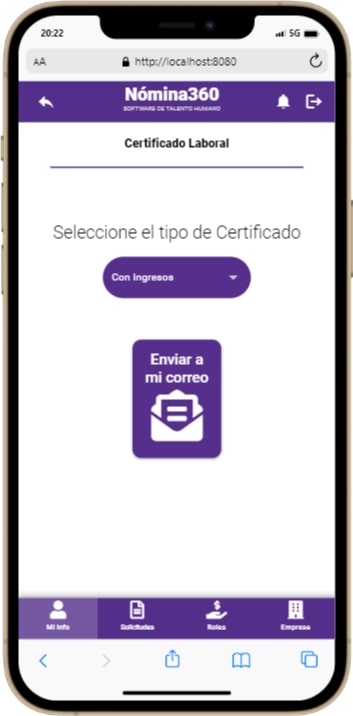 20:22
5G
AA
http://localhost:8080
Nómina360
SOFTWARE DE TALENTO HUMANO
Certificado Laboral
Seleccione el tipo de Certificado
Con Ingresos
Enviar a
mi correo
Mi Info
Solicitudes
Roles
Empresa